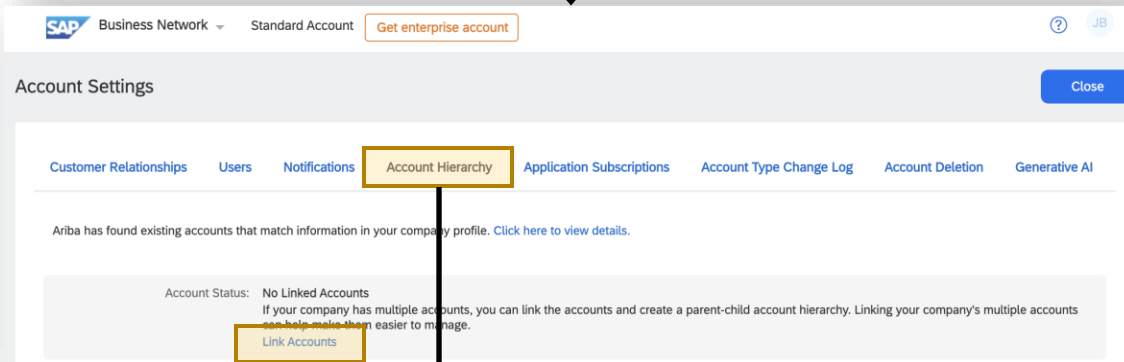 SAP Business Network Standard Account Get enterprise account ? JB
Account Settings Close
Customer Relationships Users Notifications Account Hierarchy Application Subscriptions Account Type Change Log Account Deletion Generative AI
Ariba has found existing accounts that match information in your company profile. Click here to view details.
Account Status: No Linked Accounts
If your company has multiple accounts, you can link the accounts and create a parent-child account hierarchy. Linking your company's multiple accounts
can help make them easier to manage.
Link Accounts